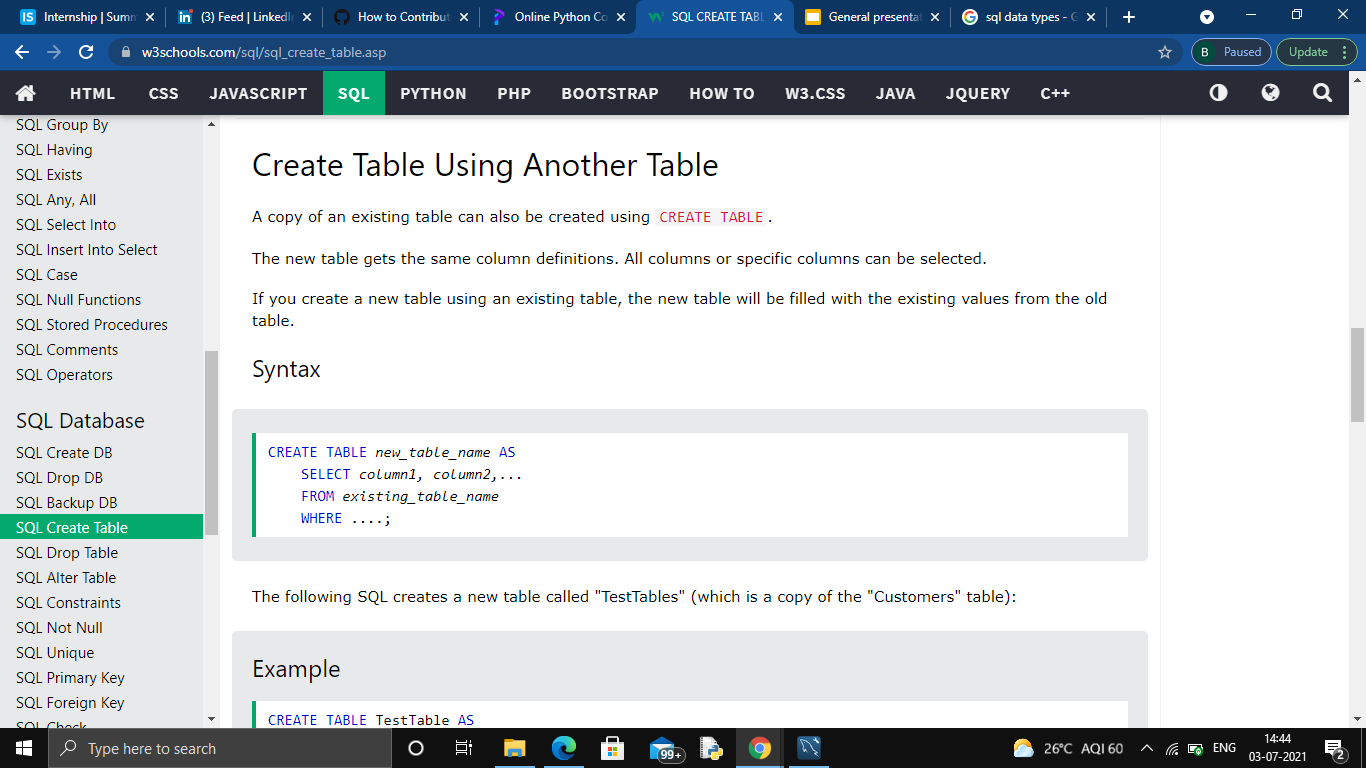 Internship | Summ
in (3) Feed | LinkedI
How to Contribut
Online Python Co
SQL CREATE TABL
General presentat
sql data types - G
w3schools.com/sql/sql_create_table.asp
B Paused
Update
HTML CSS JAVASCRIPT SQL PYTHON PHP BOOTSTRAP HOW TO W3.CSS JAVA JQUERY C++
SQL Group By
SQL Having
SQL Exists
SQL Any, All
SQL Select Into
SQL Insert Into Select
SQL Case
SQL Null Functions
SQL Stored Procedures
SQL Comments
SQL Operators
SQL Database
SQL Create DB
SQL Drop DB
SQL Backup DB
SQL Create Table
SQL Drop Table
SQL Alter Table
SQL Constraints
SQL Not Null
SQL Unique
SQL Primary Key
SQL Foreign Key
SQL Check
Create Table Using Another Table
A copy of an existing table can also be created using CREATE TABLE.
The new table gets the same column definitions. All columns or specific columns can be selected.
If you create a new table using an existing table, the new table will be filled with the existing values from the old
table.
Syntax
CREATE TABLE new_table_name AS
SELECT column1, column2,...
FROM existing_table_name
WHERE ....;
The following SQL creates a new table called "TestTables" (which is a copy of the "Customers" table):
Example
CREATE TABLE TestTable AS
Type here to search
99+
26°C AQI 60
ENG
14:44
03-07-2021
2